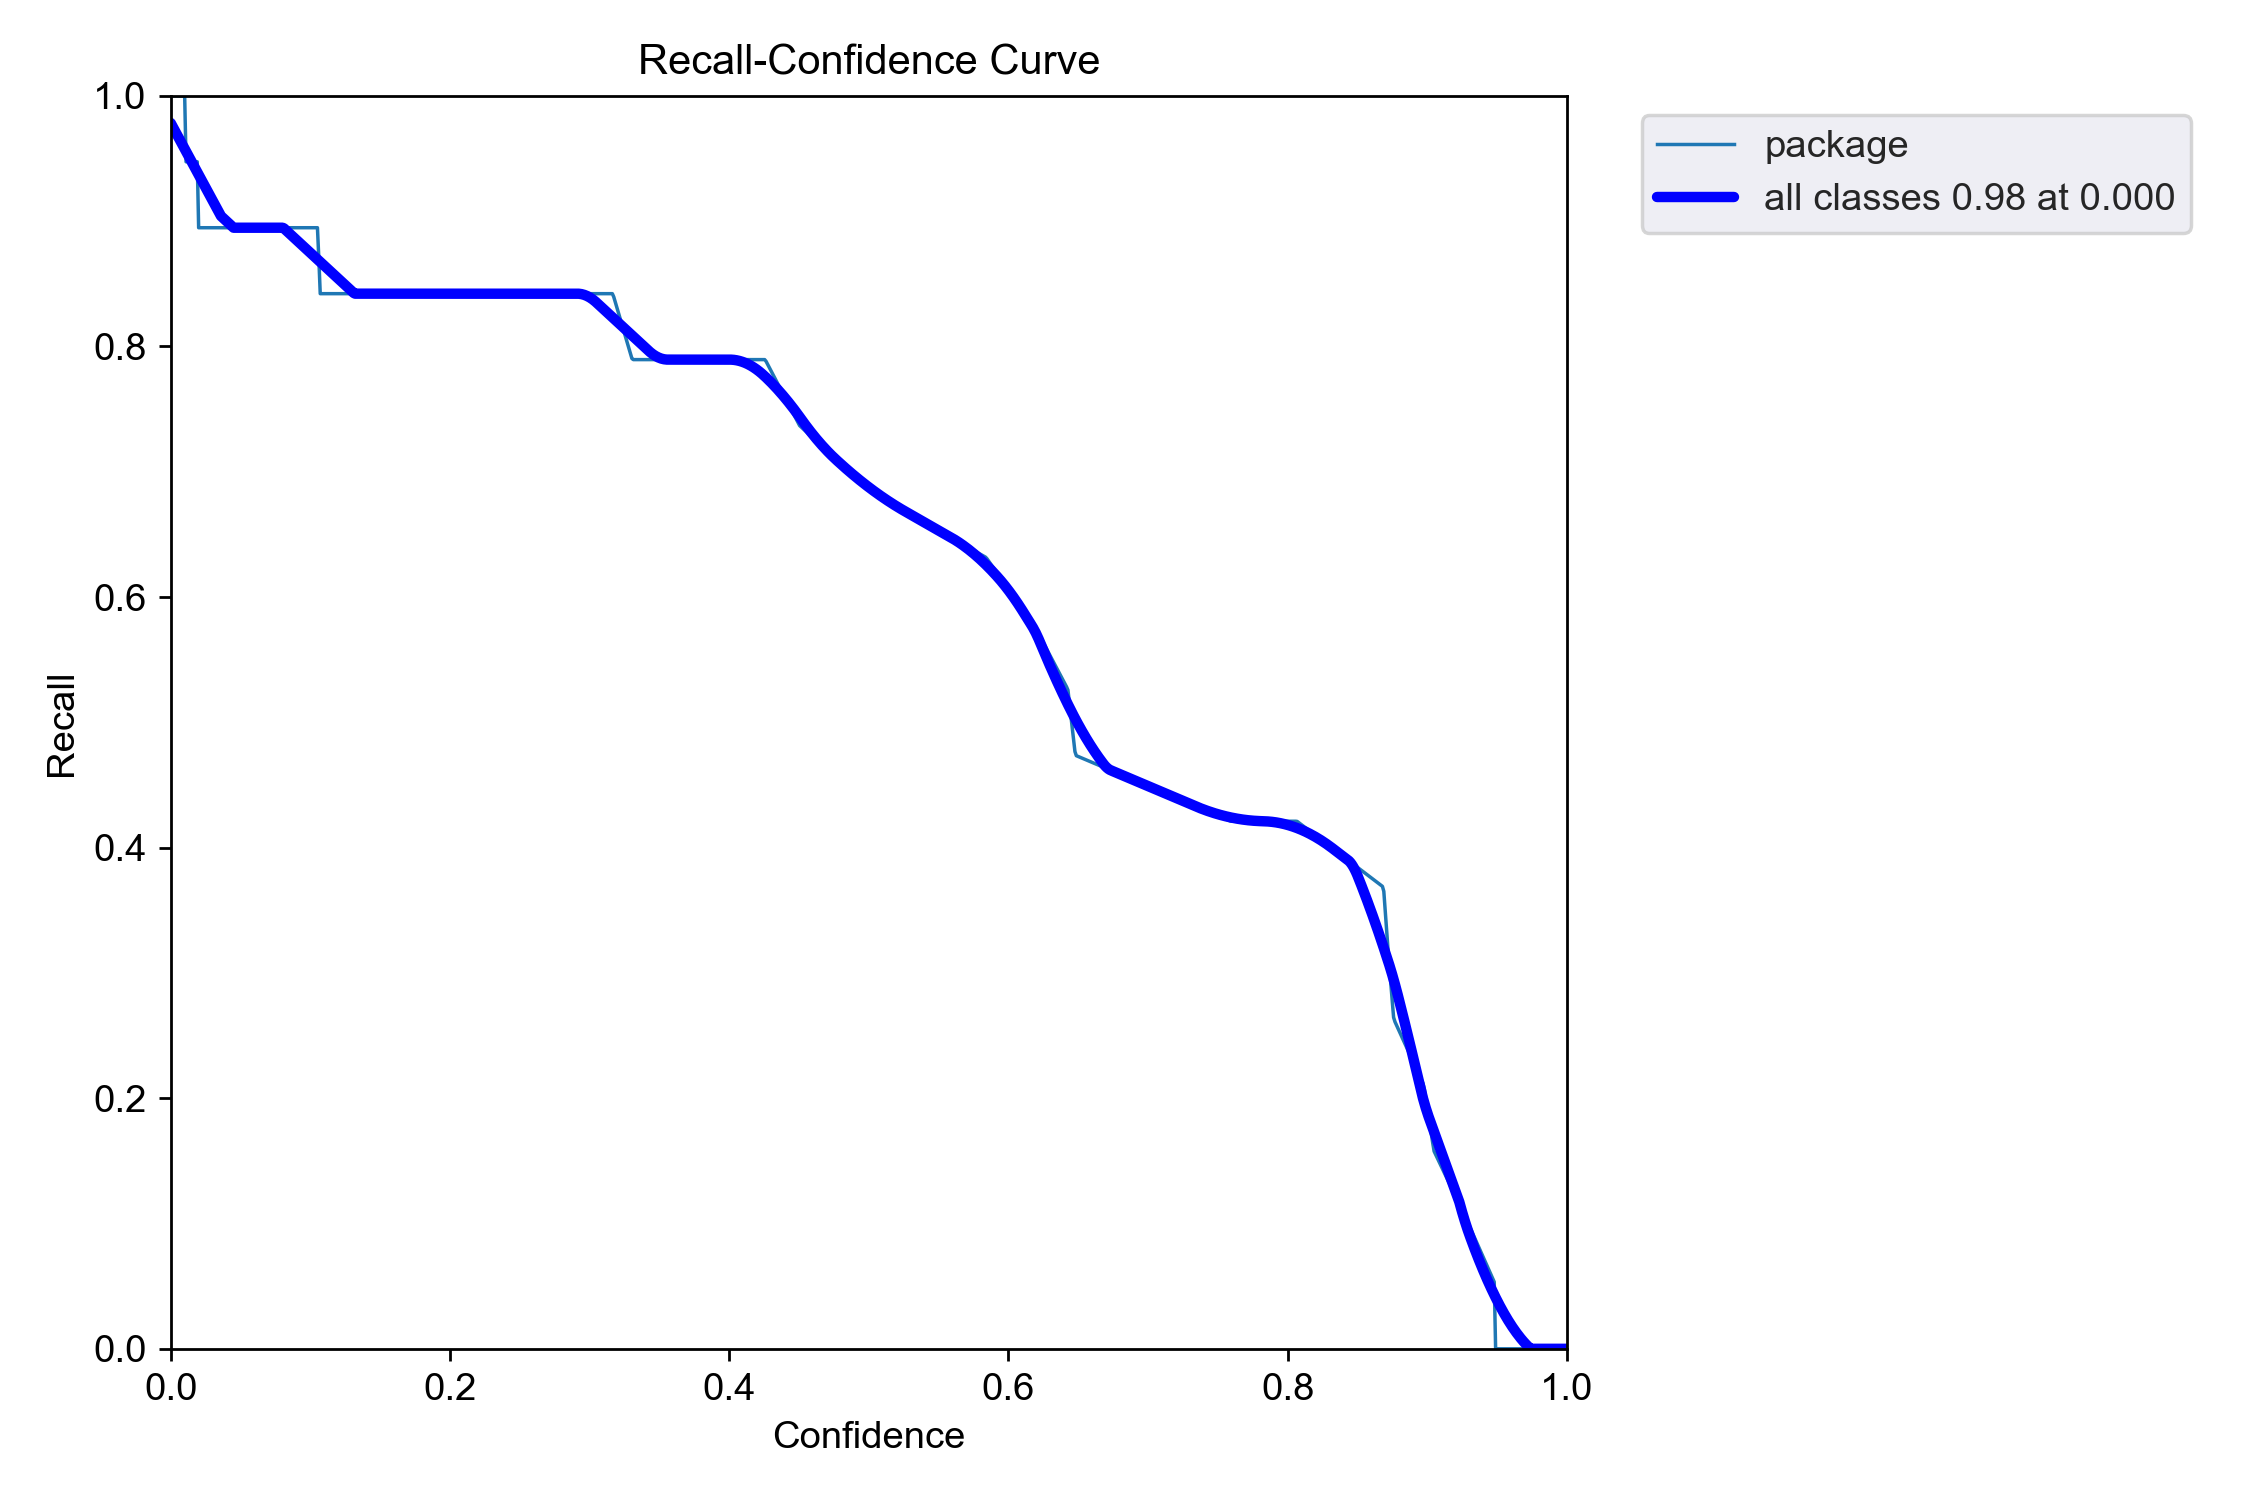 Recall-Confidence Curve
1.0
0.8
0.6
0.4
0.2
0.0
Recall
0.0 0.2 0.4 0.6 0.8 1.0
Confidence
package
all classes 0.98 at 0.000